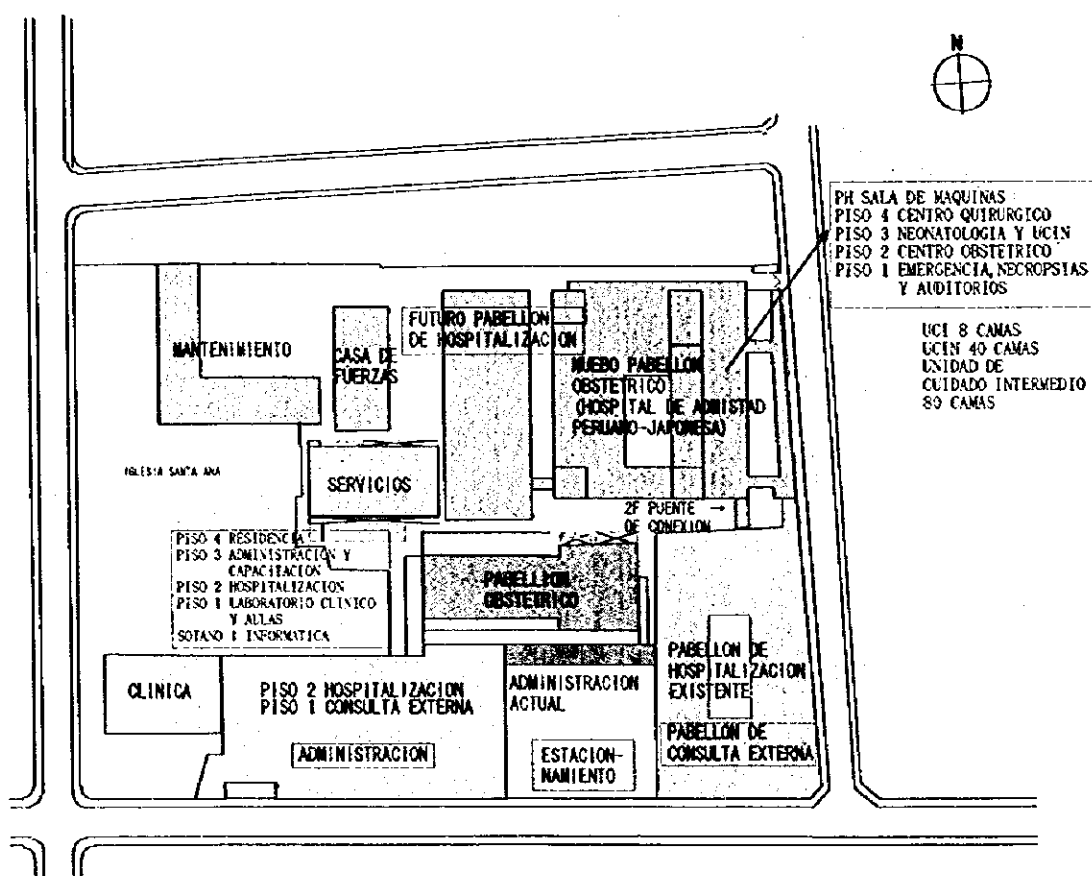 N
PH SALA DE MAQUINAS
PISO 4 CENTRO QUIRURGICO
PISO 3 NEONATOLOGIA Y UCIN
PISO 2 CENTRO OBSTETRICO
PISO 1 EMERGENCIA, NECROPSIAS
Y AUDITORIOS
UCI 8 CAMAS
UCIN 40 CAMAS
UNIDAD DE
CUIDADO INTERMEDIO
80 CAMAS
MANTENIMIENTO
CASA DE
FUERZAS
FUTURO PABELLON
DE HOSPITALIZACION
NUEBO PABELLON
OBSTETRICO
(HOSPITAL DE ADMISTAD
PERUANO-JAPONESA)
IGLESIA SANTA ANA
SERVICIOS
2F PUENTE →
DE CONEXION
PISO 4 RESIDENCIA
PISO 3 ADMINISTRACION Y
CAPACITACION
PISO 2 HOSPITALIZACION
PISO 1 LABORATORIO CLINICO
Y AULAS
SOTANO 1 INFORMATICA
PABELLION
OBSTETRICO
CLINICA
PISO 2 HOSPITALIZACION
PISO 1 CONSULTA EXTERNA
ADMINISTRACION
ADMINISTRACION
ACTUAL
ESTACION-
NAMIENTO
PABELLON DE
HOSPITALIZACION
EXISTENTE
PABELLON DE
CONSULTA EXTERNA